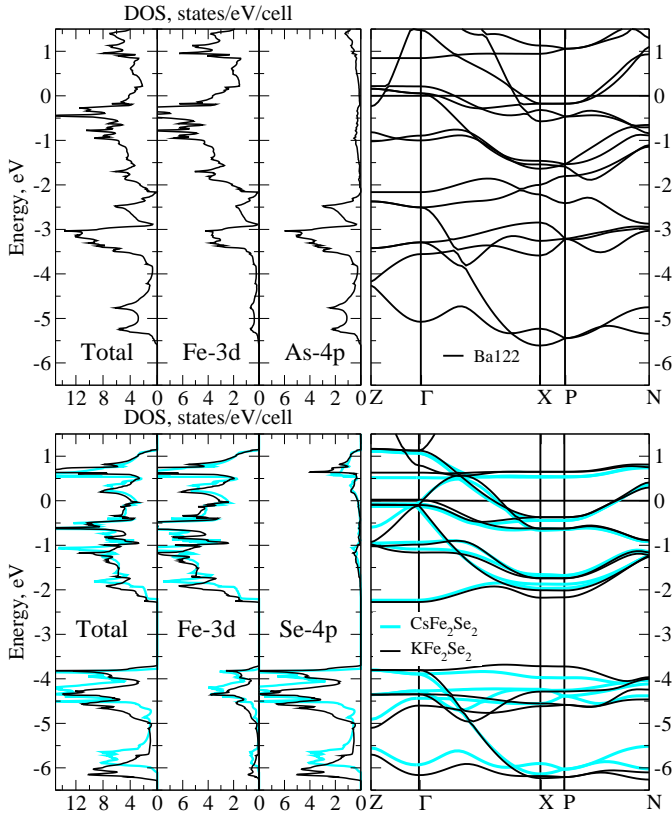 DOS, states/eV/cell
Energy, eV
1
0
-1
-2
-3
-4
-5
-6
Total
Fe-3d
As-4p
Ba122
1
0
-1
-2
-3
-4
-5
-6
12 8 4 0
6 4 2 0
8 6 4 2 0
Z Γ X P N
DOS, states/eV/cell
Energy, eV
1
0
-1
-2
-3
-4
-5
-6
Total
Fe-3d
Se-4p
CsFe₂Se₂
KFe₂Se₂
1
0
-1
-2
-3
-4
-5
-6
12 8 4 0
6 4 2 0
8 6 4 2 0
Z Γ X P N